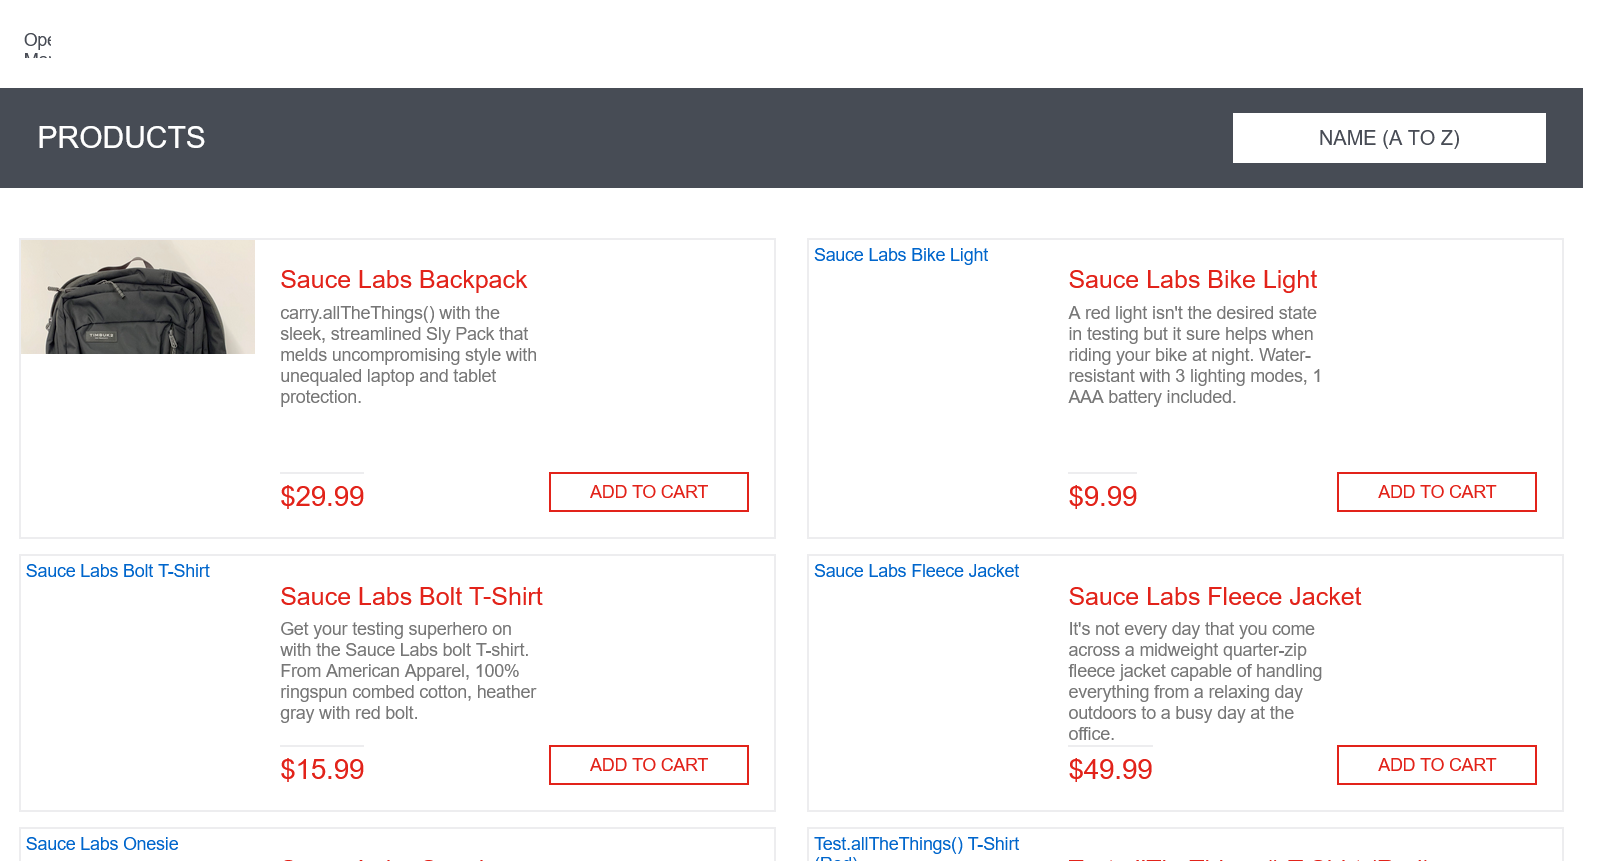 Ope
PRODUCTS
NAME (A TO Z)
Sauce Labs Backpack
carry.allTheThings() with the
sleek, streamlined Sly Pack that
melds uncompromising style with
unequaled laptop and tablet
protection.
$29.99
ADD TO CART
Sauce Labs Bike Light
Sauce Labs Bike Light
A red light isn't the desired state
in testing but it sure helps when
riding your bike at night. Water-
resistant with 3 lighting modes, 1
AAA battery included.
$9.99
ADD TO CART
Sauce Labs Bolt T-Shirt
Sauce Labs Bolt T-Shirt
Get your testing superhero on
with the Sauce Labs bolt T-shirt.
From American Apparel, 100%
ringspun combed cotton, heather
gray with red bolt.
$15.99
ADD TO CART
Sauce Labs Fleece Jacket
Sauce Labs Fleece Jacket
It's not every day that you come
across a midweight quarter-zip
fleece jacket capable of handling
everything from a relaxing day
outdoors to a busy day at the
office.
$49.99
ADD TO CART
Sauce Labs Onesie
Test.allTheThings() T-Shirt